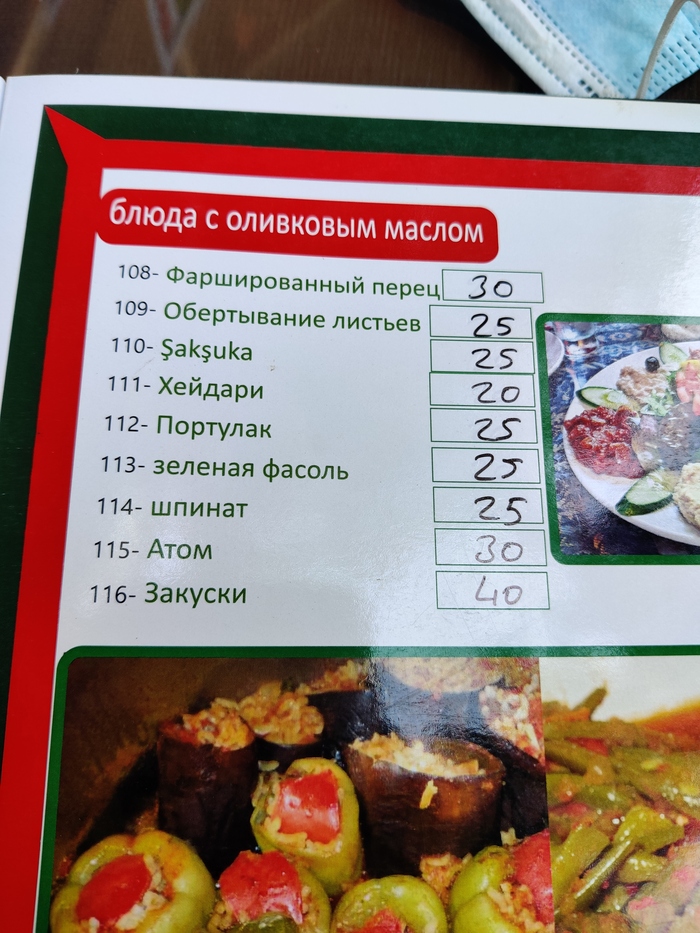 блюда с оливковым маслом
108- Фаршированный перец 30
109- Обертывание листьев 25
110- Şakşuka 25
111- Хейдари 20
112- Портулак 25
113- зеленая фасоль 25
114- шпинат 25
115- Атом 30
116- Закуски 40